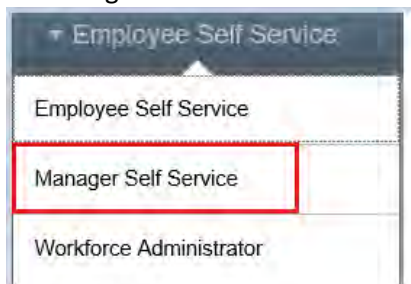 ▼ Employee Self Service
Employee Self Service
Manager Self Service
Workforce Administrator